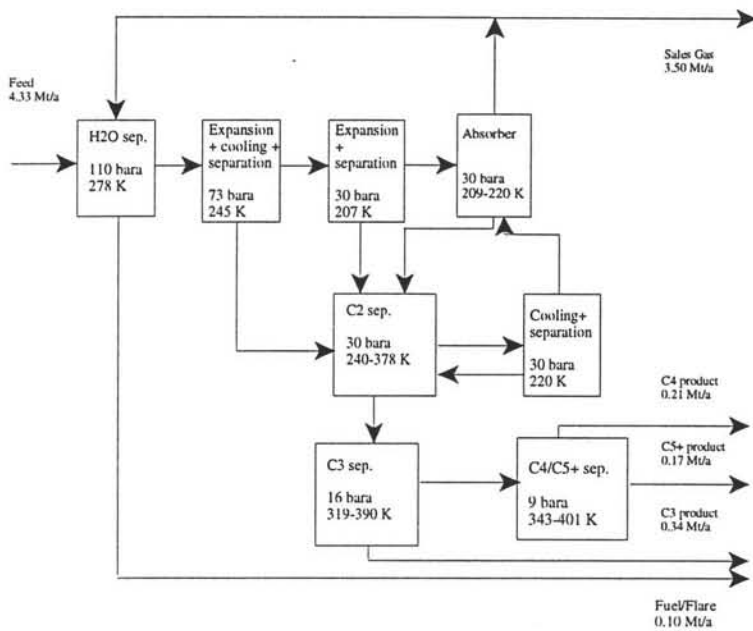 Feed
4.33 Mt/a
Sales Gas
3.50 Mt/a
H2O sep.
110 bara
278 K
Expansion
+ cooling +
separation
73 bara
245 K
Expansion
+
separation
30 bara
207 K
Absorber
30 bara
209-220 K
C2 sep.
30 bara
240-378 K
Cooling+
separation
30 bara
220 K
C4 product
0.21 Mt/a
C3 sep.
16 bara
319-390 K
C4/C5+ sep.
9 bara
343-401 K
C5+ product
0.17 Mt/a
C3 product
0.34 Mt/a
Fuel/Flare
0.10 Mt/a